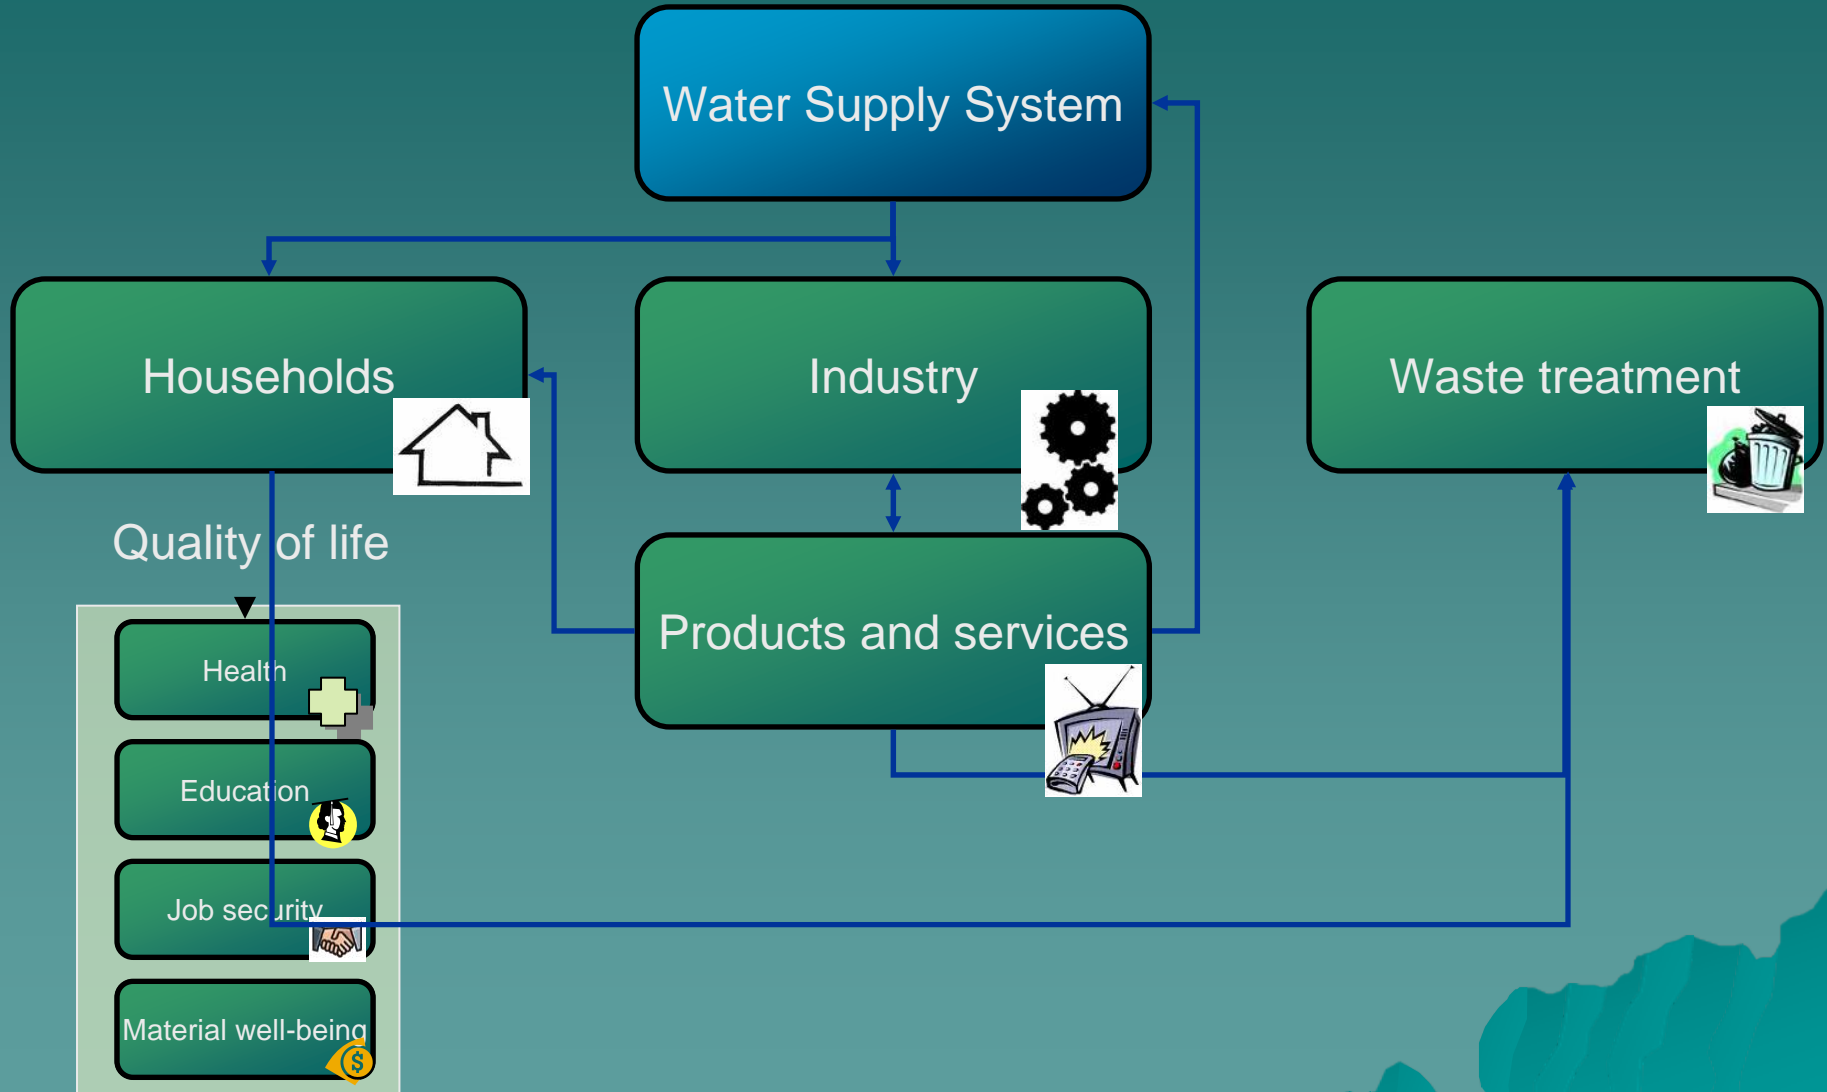 Water Supply System
Households
Industry
Waste treatment
Quality of life
Products and services
Health
Education
Job security
Material well-being
$